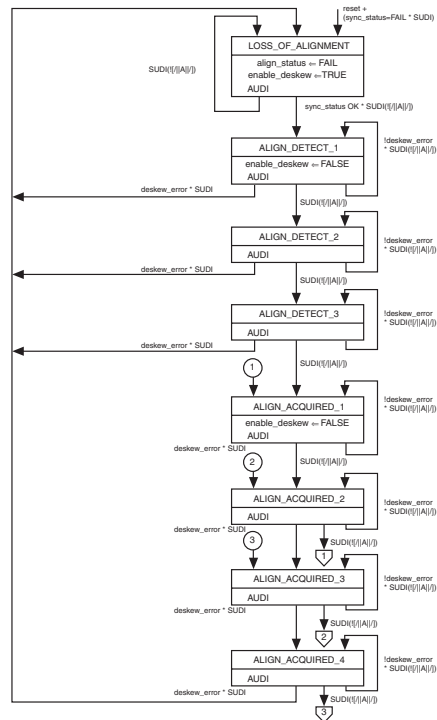 reset +
(sync_status=FAIL * SUDI)
LOSS_OF_ALIGNMENT
align_status ⇐ FAIL
enable_deskew ⇐TRUE
AUDI
SUDI(![/||A||/])
sync_status OK * SUDI(![/||A||/])
ALIGN_DETECT_1
enable_deskew ⇐ FALSE
AUDI
!deskew_error
* SUDI(![/||A||/])
deskew_error * SUDI
SUDI(![/||A||/])
ALIGN_DETECT_2
AUDI
!deskew_error
* SUDI(![/||A||/])
deskew_error * SUDI
SUDI(![/||A||/])
ALIGN_DETECT_3
AUDI
!deskew_error
* SUDI(![/||A||/])
deskew_error * SUDI
SUDI(![/||A||/])
1
ALIGN_ACQUIRED_1
enable_deskew ⇐ FALSE
AUDI
!deskew_error
* SUDI(![/||A||/])
deskew_error * SUDI
SUDI(![/||A||/])
2
ALIGN_ACQUIRED_2
AUDI
!deskew_error
* SUDI(![/||A||/])
deskew_error * SUDI
SUDI(![/||A||/])
1
3
ALIGN_ACQUIRED_3
AUDI
!deskew_error
* SUDI(![/||A||/])
deskew_error * SUDI
SUDI(![/||A||/])
2
ALIGN_ACQUIRED_4
AUDI
!deskew_error
* SUDI(![/||A||/])
deskew_error * SUDI
SUDI(![/||A||/])
3